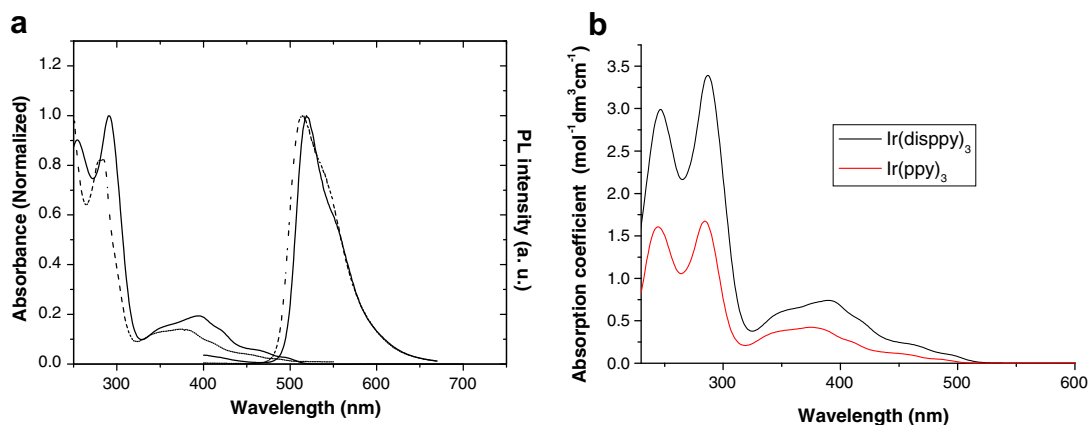 a
Absorbance (Normalized)
1.2
1.0
0.8
0.6
0.4
0.2
0.0
300
400
500
600
700
Wavelength (nm)
PL intensity (a. u.)
b
Absorption coefficient (mol⁻¹dm³cm⁻¹)
3.5
3.0
2.5
2.0
1.5
1.0
0.5
0.0
300
400
500
600
Wavelength (nm)
Ir(disppy)₃
Ir(ppy)₃